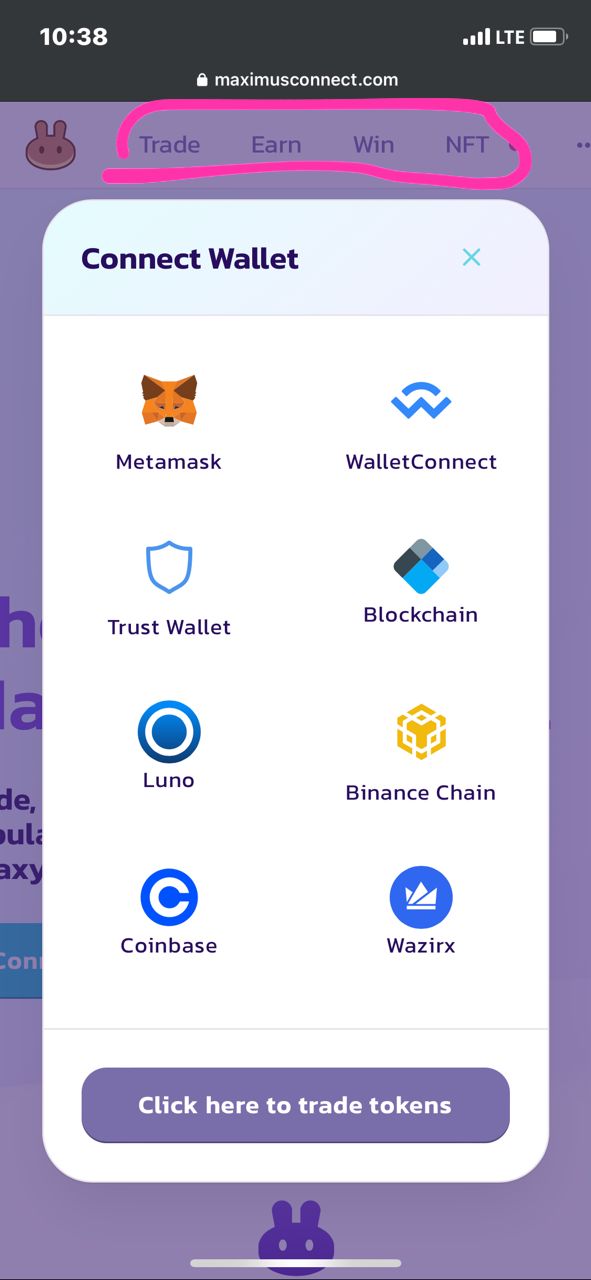 10:38
LTE
maximusconnect.com
Trade Earn Win NFT
Connect Wallet
Metamask WalletConnect
Trust Wallet Blockchain
Luno Binance Chain
Coinbase Wazirx
de,
Click here to trade tokens